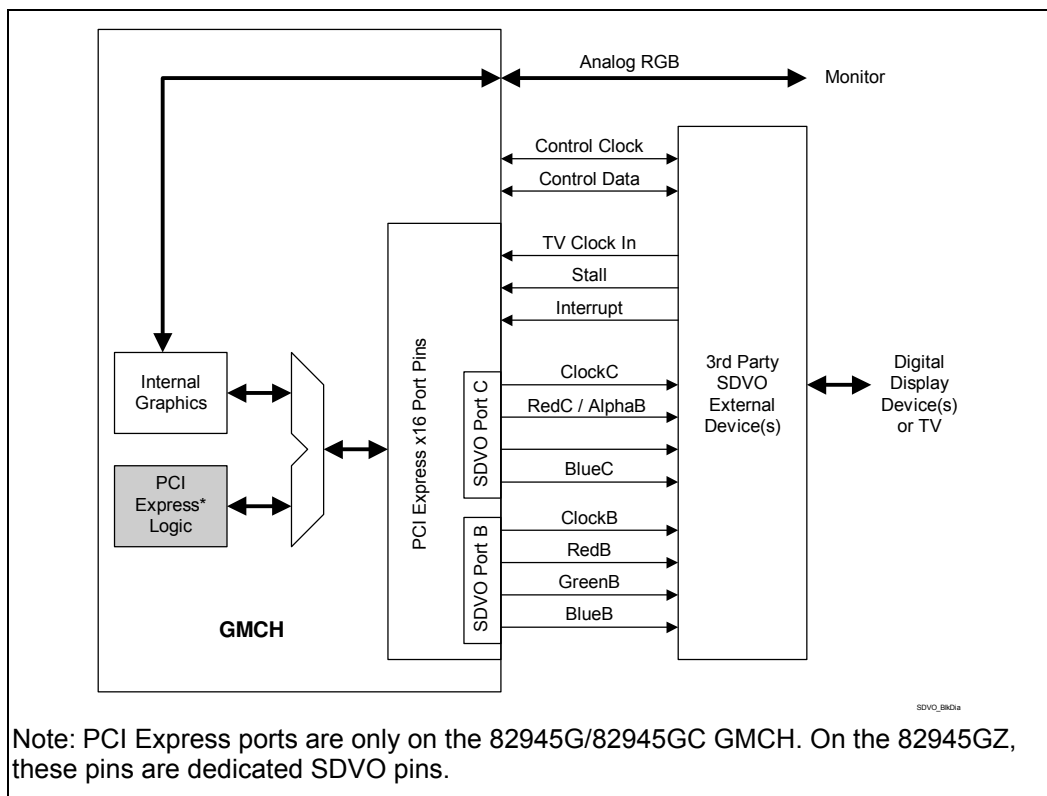 Analog RGB
Monitor
Control Clock
Control Data
TV Clock In
Stall
Interrupt
Internal
Graphics
PCI
Express*
Logic
GMCH
PCI Express x16 Port Pins
SDVO Port C
SDVO Port B
ClockC
RedC / AlphaB
BlueC
ClockB
RedB
GreenB
BlueB
3rd Party
SDVO
External
Device(s)
Digital
Display
Device(s)
or TV
SDVO_BlkDia
Note: PCI Express ports are only on the 82945G/82945GC GMCH. On the 82945GZ,
these pins are dedicated SDVO pins.